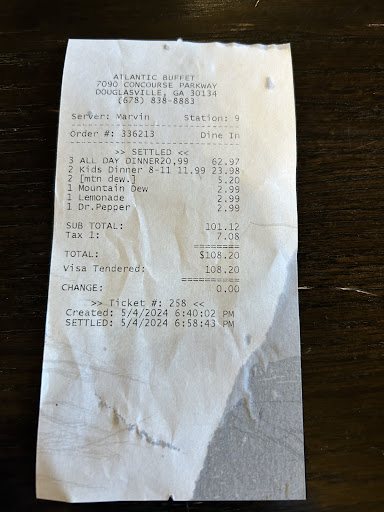 ATLANTIC BUFFET
7090 CONCOURSE PARKWAY
DOUGLASVILLE, GA 30134
(678) 838-8883
Server: Marvin Station: 9
Order #: 336213 Dine In
>> SETTLED <<
3 ALL DAY DINNER20.99 62.97
2 Kids Dinner 8-11 11.99 23.98
2 [mtn dew.] 5.20
1 Mountain Dew 2.99
1 Lemonade 2.99
1 Dr.Pepper 2.99
SUB TOTAL: 101.12
Tax 1: 7.08
========
TOTAL: $108.20
Visa Tendered: 108.20
==========
CHANGE: 0.00
>> Ticket #: 258 <<
Created: 5/4/2024 6:40:02 PM
SETTLED: 5/4/2024 6:58:43 PM